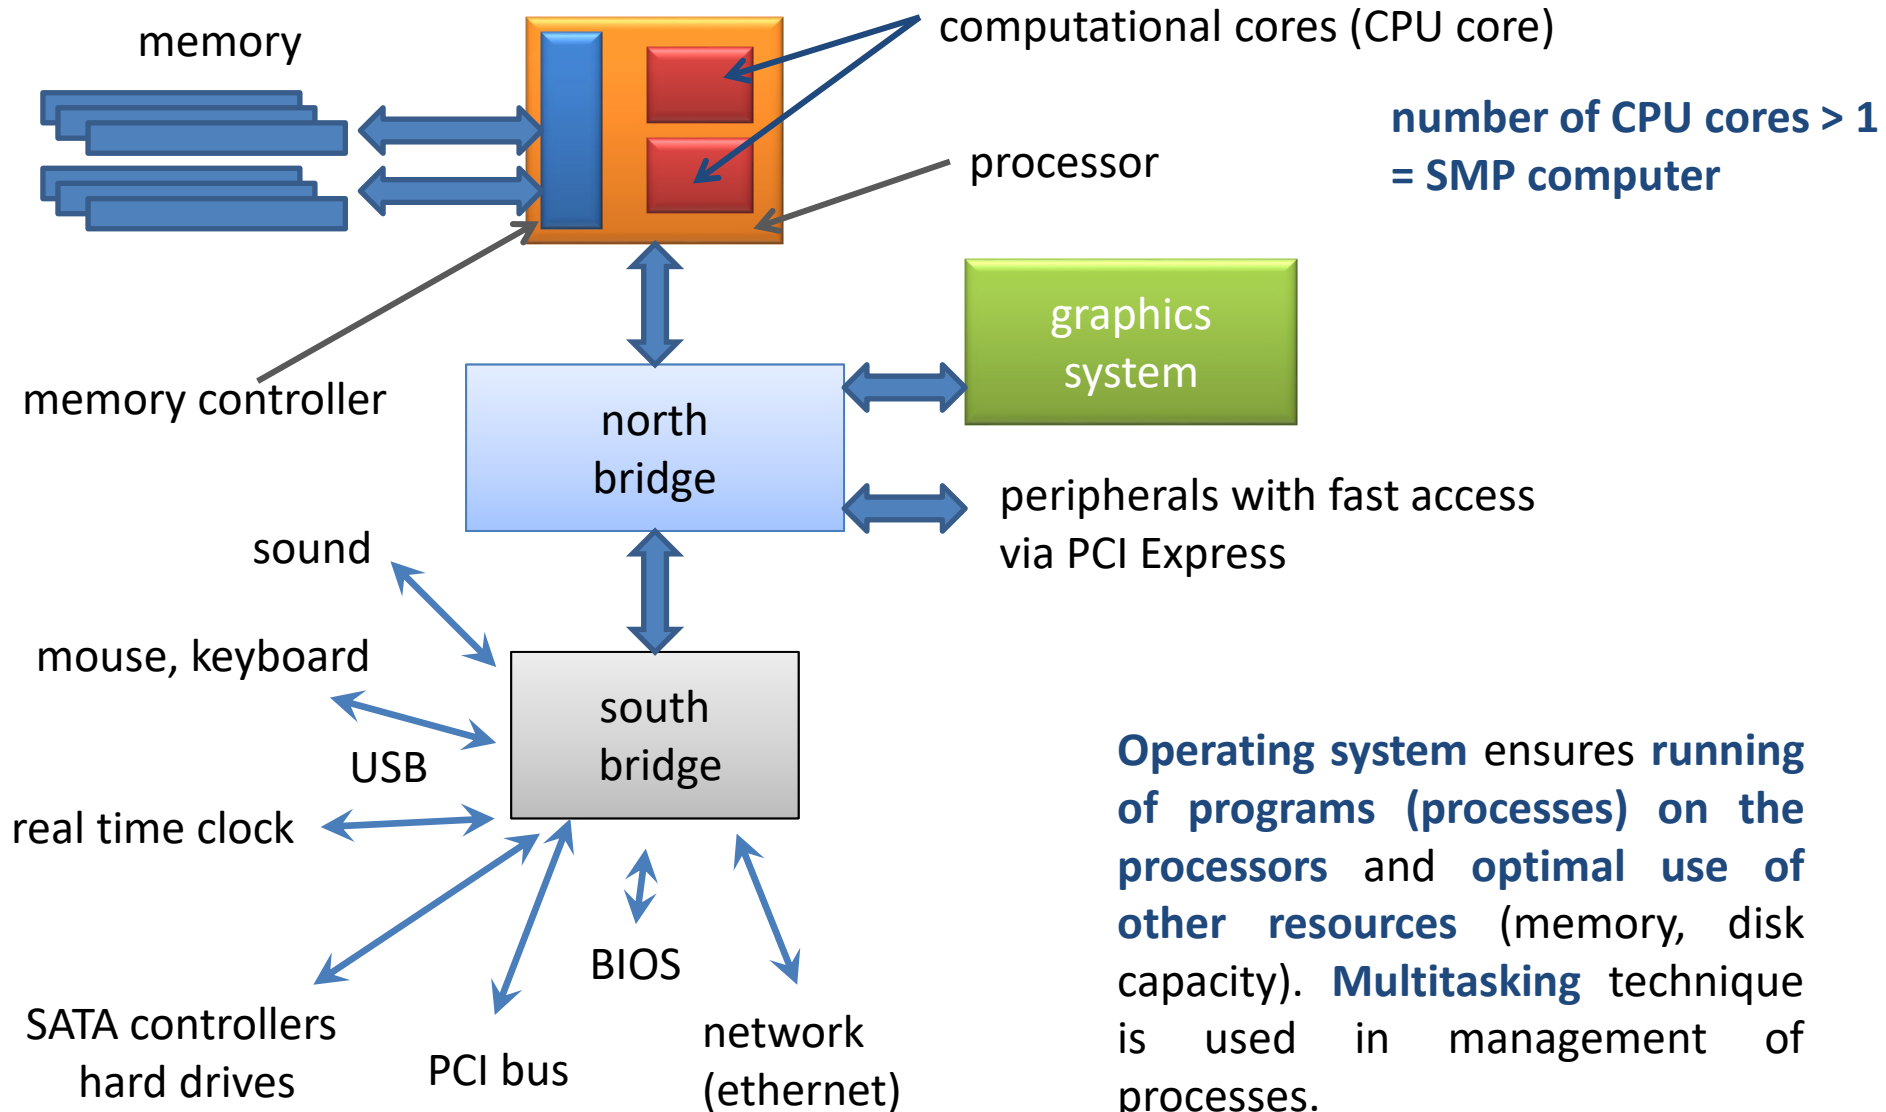 memory
computational cores (CPU core)
number of CPU cores > 1
= SMP computer
processor
graphics
system
memory controller
north
bridge
peripherals with fast access
via PCI Express
sound
mouse, keyboard
south
bridge
USB
real time clock
Operating system ensures running
of programs (processes) on the
processors and optimal use of
other resources (memory, disk
capacity). Multitasking technique
is used in management of
processes.
BIOS
SATA controllers
hard drives
PCI bus
network
(ethernet)